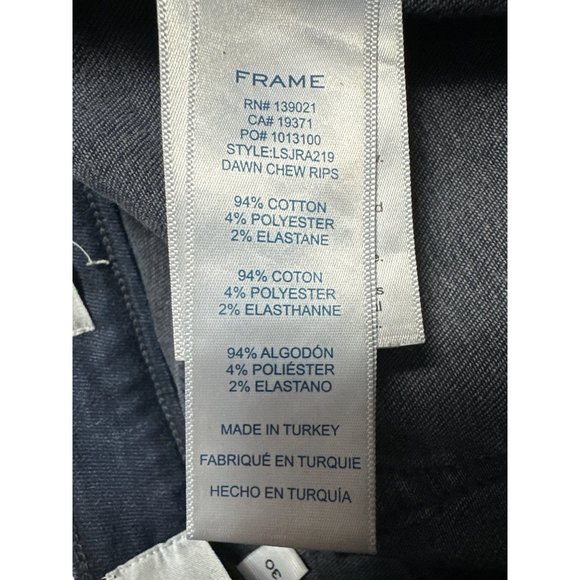 FRAME
RN# 139021
CA# 19371
PO# 1013100
STYLE:LSJRA219
DAWN CHEW RIPS
94% COTTON
4% POLYESTER
2% ELASTANE
94% COTON
4% POLYESTER
2% ELASTHANNE
94% ALGODÓN
4% POLIÉSTER
2% ELASTANO
MADE IN TURKEY
FABRIQUÉ EN TURQUIE
HECHO EN TURQUÍA
30